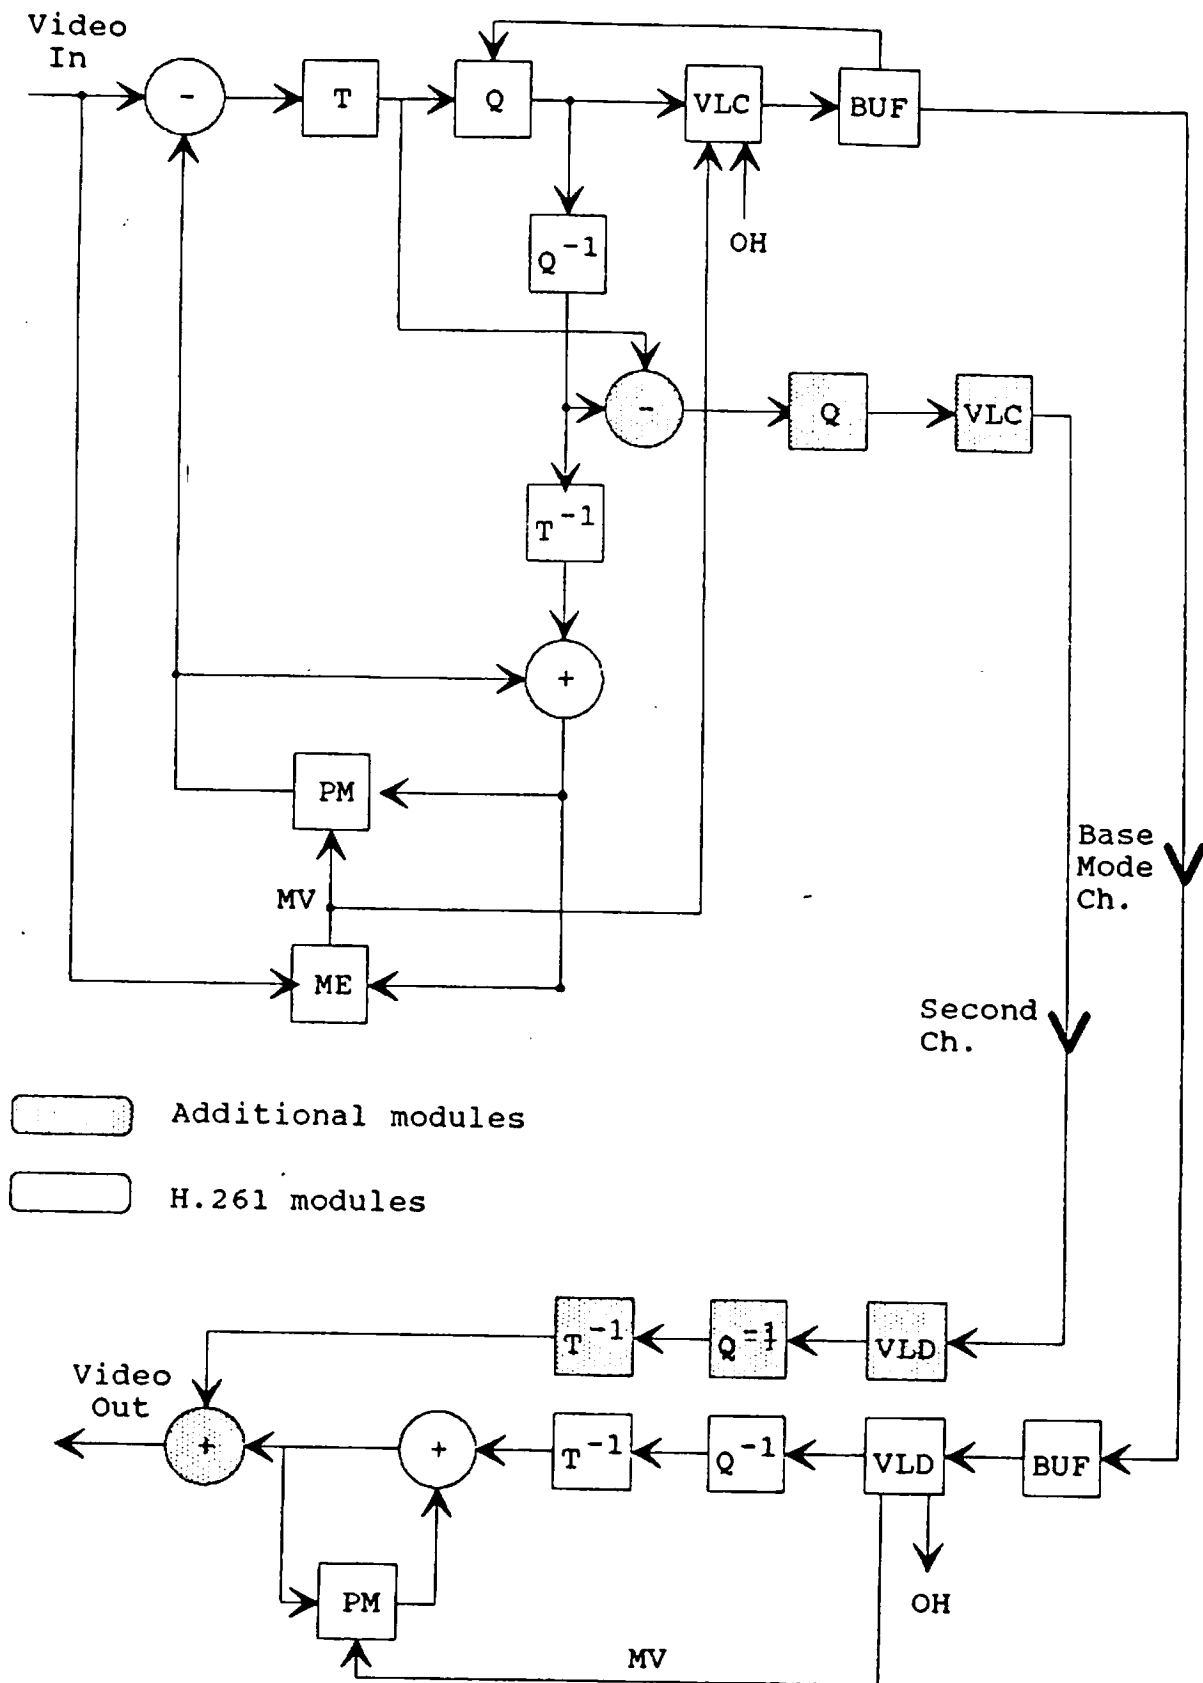 Video
In
-
T
Q
VLC
BUF
OH
Q -1
-
Q
VLC
T -1
+
PM
MV
ME
Base
Mode
Ch.
Second
Ch.
Additional modules
H.261 modules
T -1
Q -1
VLD
Video
Out
+
+
T -1
Q -1
VLD
BUF
PM
OH
MV